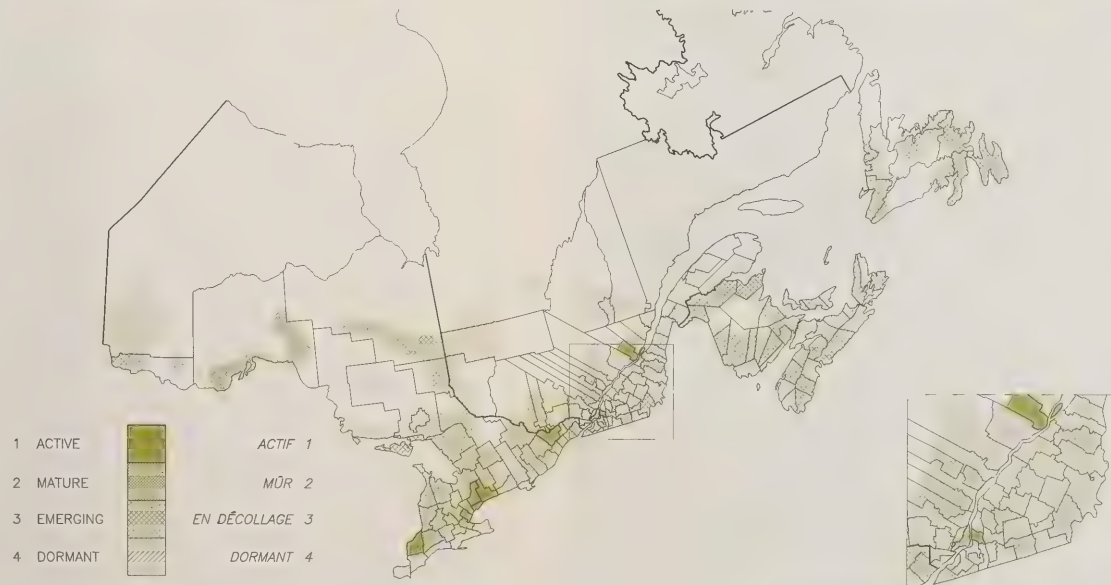 1 ACTIVE ACTIF 1
2 MATURE MÛR 2
3 EMERGING EN DÉCOLLAGE 3
4 DORMANT DORMANT 4